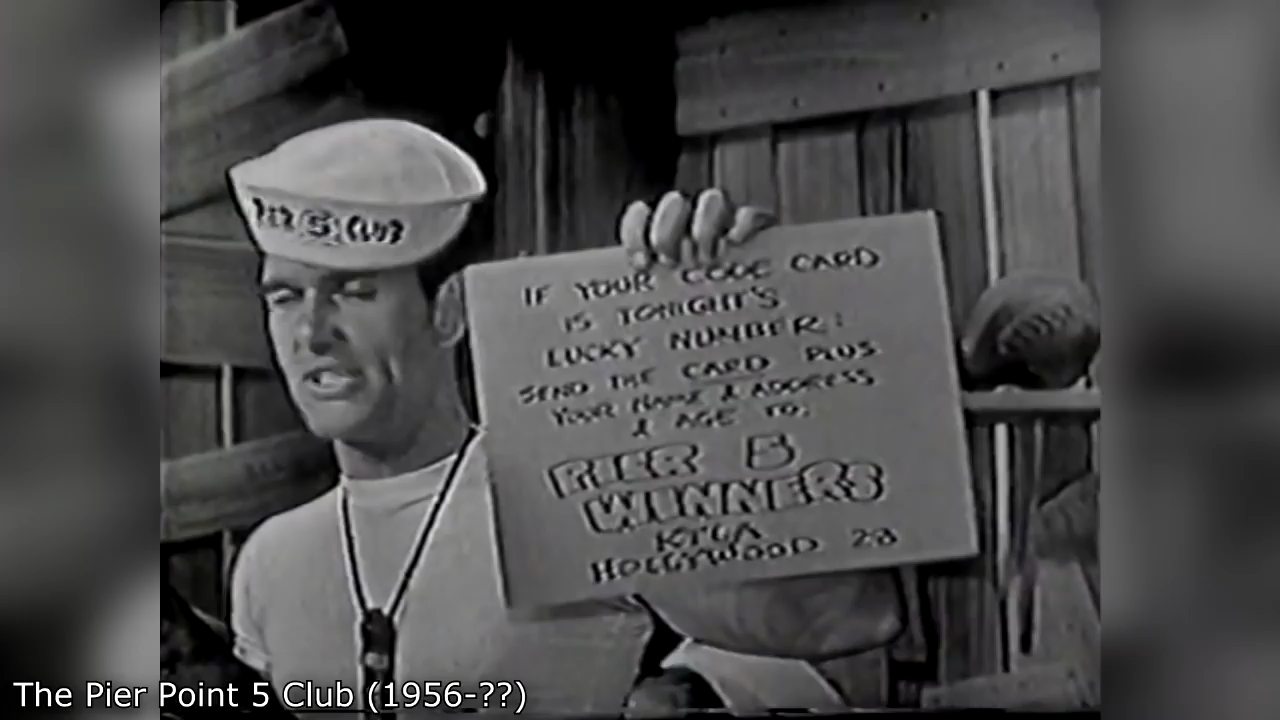 PIER 5 CLUB
IF YOUR CODE CARD
IS TONIGHT'S
LUCKY NUMBER:
SEND THE CARD PLUS
YOUR NAME & ADDRESS
& AGE TO:
PIER 5
WINNERS
KTLA
HOLLYWOOD 28
The Pier Point 5 Club (1956-??)